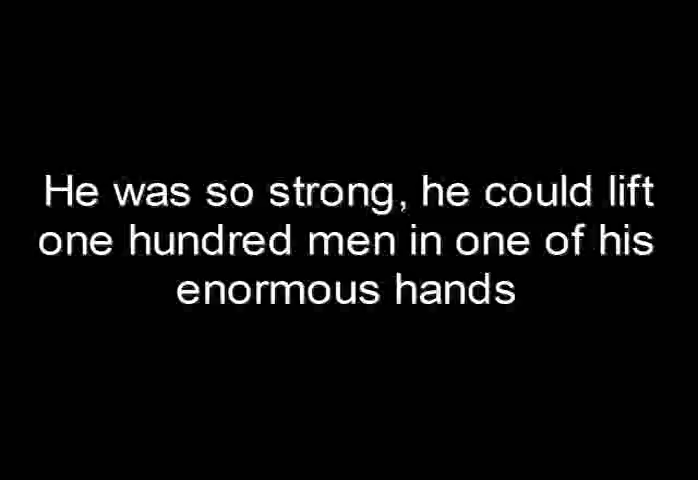 He was so strong, he could lift
one hundred men in one of his
enormous hands